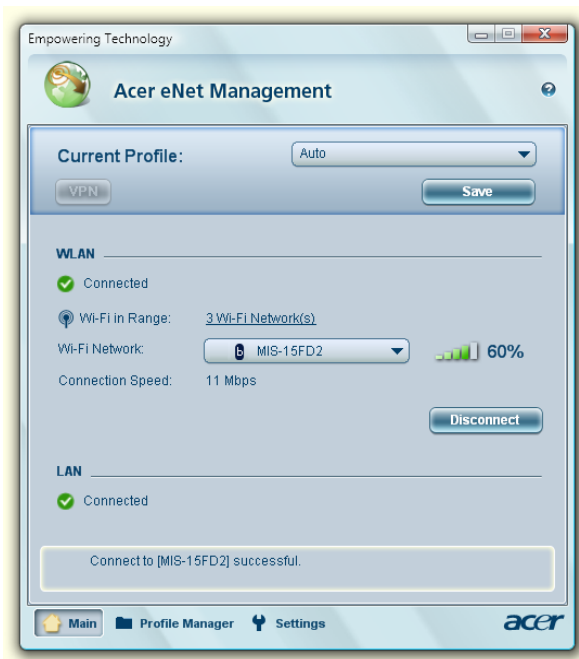 Empowering Technology
Acer eNet Management
Current Profile: Auto
VPN Save
WLAN
Connected
Wi-Fi in Range: 3 Wi-Fi Network(s)
Wi-Fi Network: b MIS-15FD2 60%
Connection Speed: 11 Mbps
Disconnect
LAN
Connected
Connect to [MIS-15FD2] successful.
Main Profile Manager Settings acer